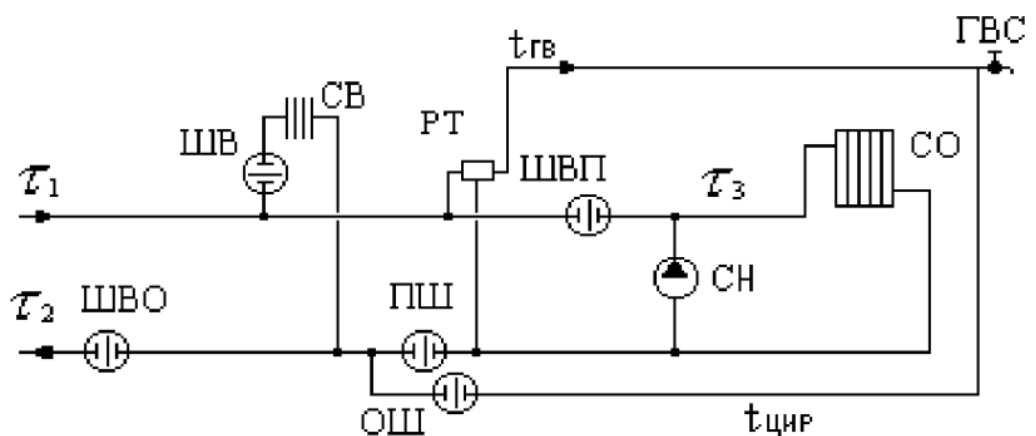 ГВС
tгв
СВ
РТ
ШВ
ШВП
СО
τ1
τ3
СН
τ2
ШВО
ПШ
ОШ
tцир